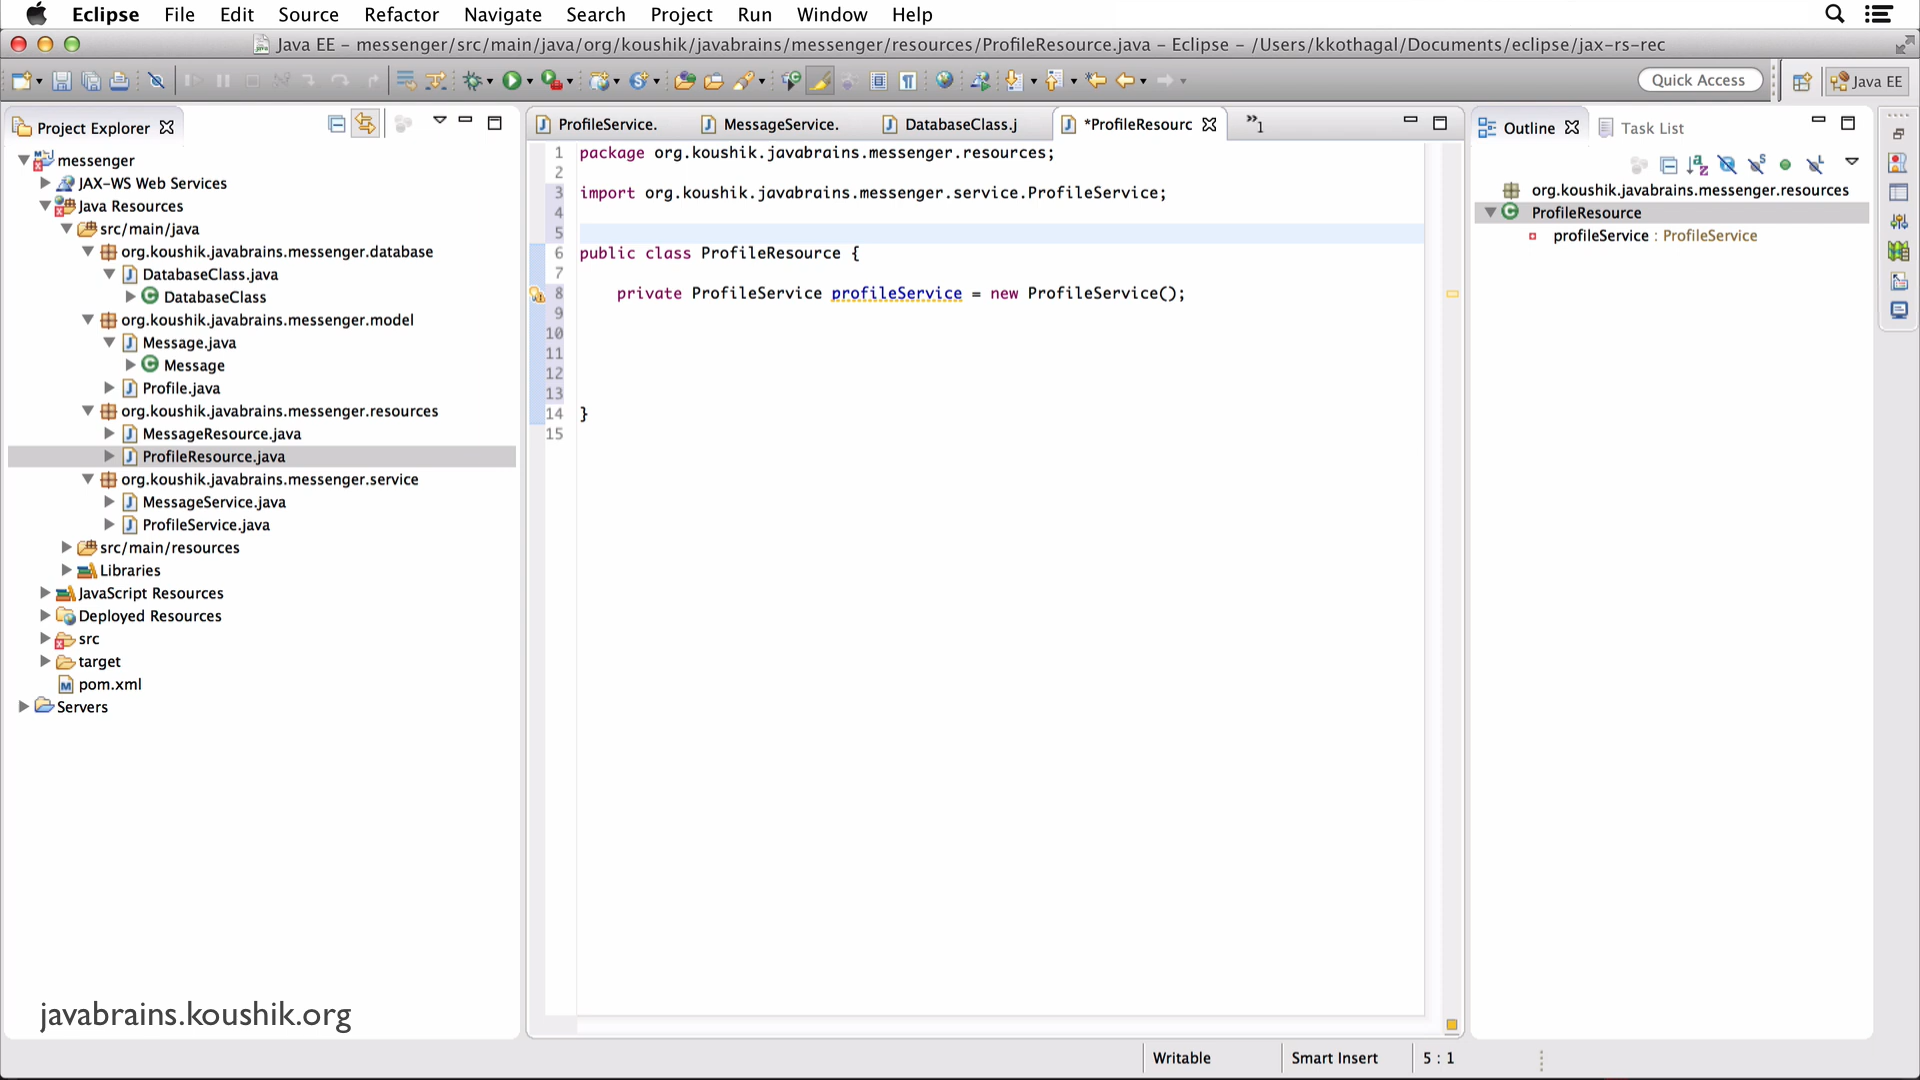 Eclipse File Edit Source Refactor Navigate Search Project Run Window Help
Java EE – messenger/src/main/java/org/koushik/javabrains/messenger/resources/ProfileResource.java – Eclipse – /Users/kkothagal/Documents/eclipse/jax-rs-rec
Quick Access
Java EE
Project Explorer
messenger
JAX-WS Web Services
Java Resources
src/main/java
org.koushik.javabrains.messenger.database
DatabaseClass.java
DatabaseClass
org.koushik.javabrains.messenger.model
Message.java
Message
Profile.java
org.koushik.javabrains.messenger.resources
MessageResource.java
ProfileResource.java
org.koushik.javabrains.messenger.service
MessageService.java
ProfileService.java
src/main/resources
Libraries
JavaScript Resources
Deployed Resources
src
target
pom.xml
Servers
javabrains.koushik.org
ProfileService. MessageService. DatabaseClass.j *ProfileResourc »1
1 package org.koushik.javabrains.messenger.resources;
2
3 import org.koushik.javabrains.messenger.service.ProfileService;
4
5
6 public class ProfileResource {
7
8 private ProfileService profileService = new ProfileService();
9
10
11
12
13
14 }
15
Outline Task List
org.koushik.javabrains.messenger.resources
ProfileResource
profileService : ProfileService
Writable Smart Insert 5 : 1